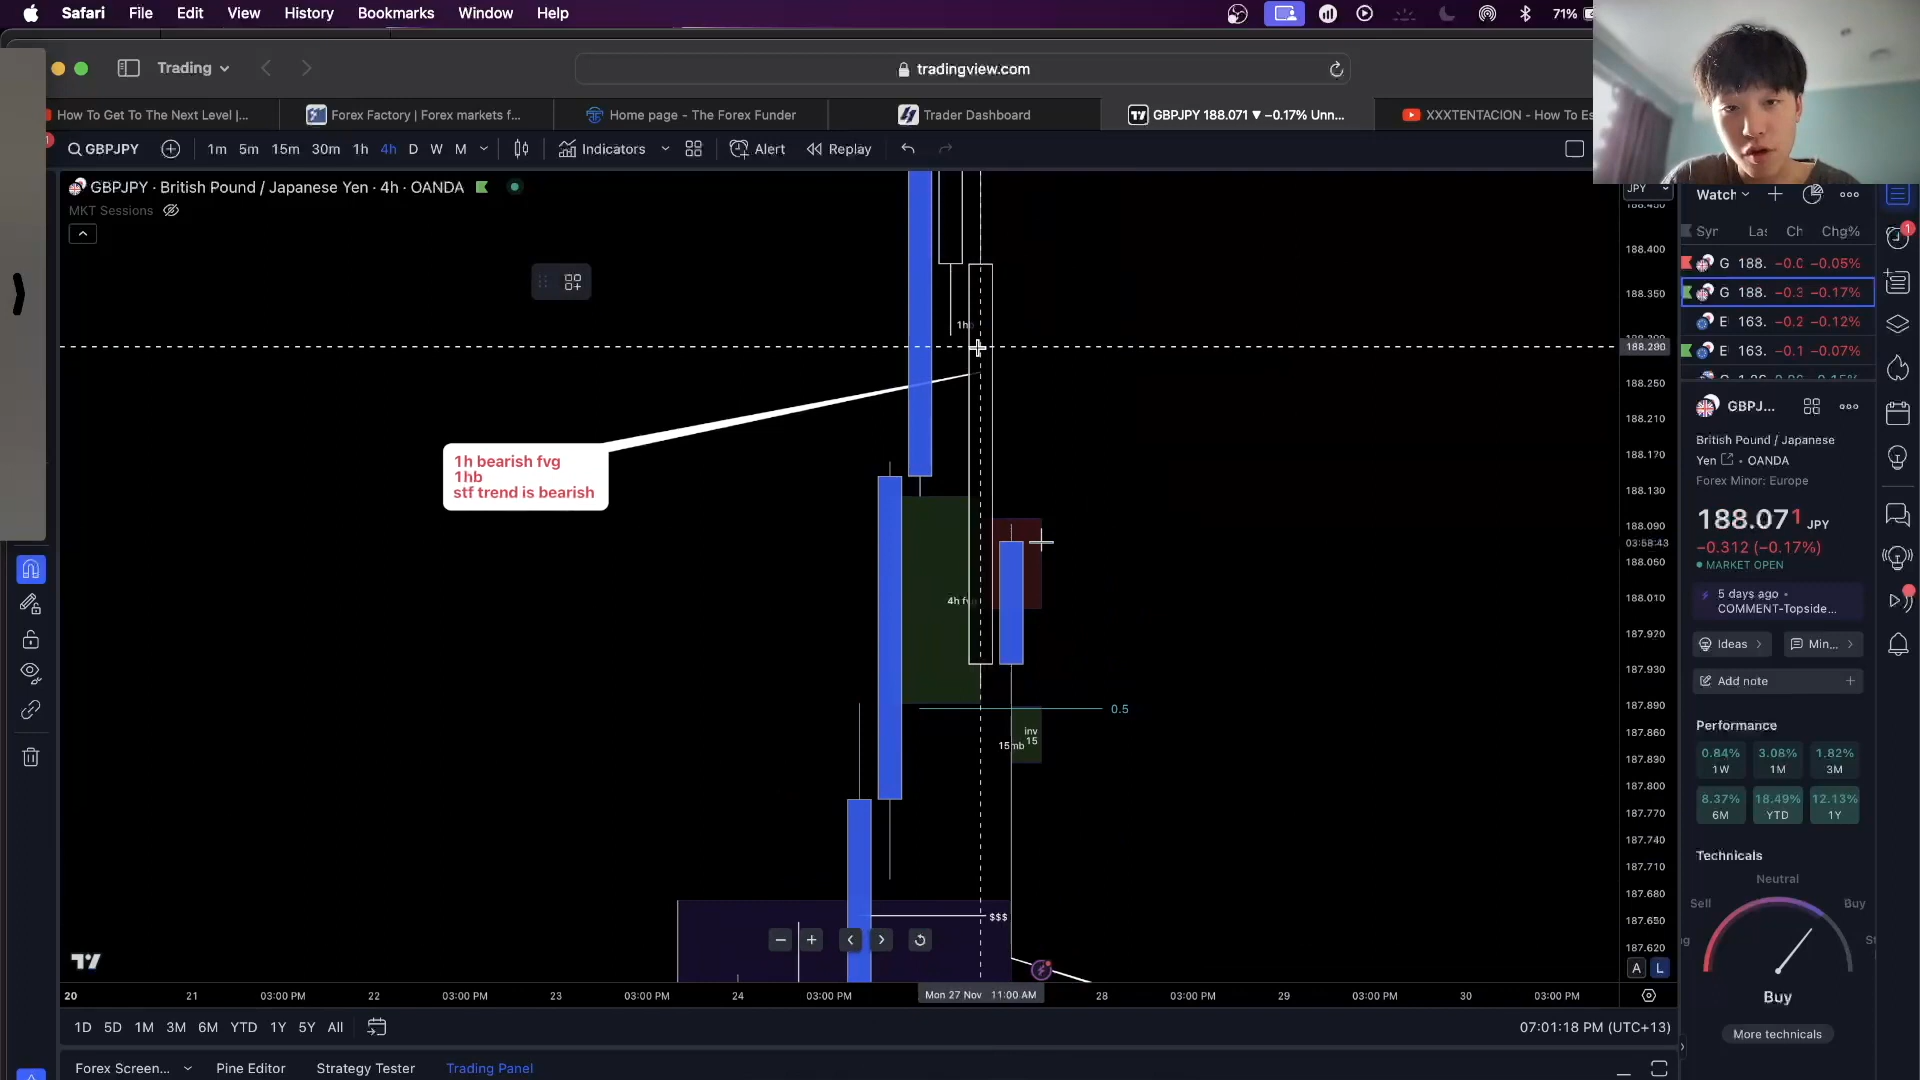 Safari File Edit View History Bookmarks Window Help 71%
Trading tradingview.com
How To Get To The Next Level |... Forex Factory | Forex markets f... Home page - The Forex Funder Trader Dashboard GBPJPY 188.071 ▼ −0.17% Unn... XXXTENTACION - How To Es
GBPJPY 1m 5m 15m 30m 1h 4h D W M Indicators Alert Replay
GBPJPY · British Pound / Japanese Yen · 4h · OANDA
MKT Sessions
1h bearish fvg
1hb
stf trend is bearish
4h
0.5
inv
15
15mb
$$$
JPY
188.400
188.350
188.280
188.250
188.210
188.170
188.130
188.090
03:58:43
188.050
188.010
187.920
187.930
187.890
187.860
187.830
187.800
187.770
187.740
187.710
187.680
187.650
187.620
A L
20 21 03:00 PM 22 03:00 PM 23 03:00 PM 24 03:00 PM Mon 27 Nov 11:00 AM 28 03:00 PM 29 03:00 PM 30 03:00 PM
1D 5D 1M 3M 6M YTD 1Y 5Y All 07:01:18 PM (UTC+13)
Forex Screen... Pine Editor Strategy Tester Trading Panel
Watch
Syr Chg%
G 188. −0.05%
G 188. −0.17%
E 163. −0.12%
E 163. −0.07%
GBPJ...
British Pound / Japanese
Yen • OANDA
Forex Minor: Europe
188.071 JPY
−0.312 (−0.17%)
MARKET OPEN
5 days ago •
COMMENT-Topside...
Ideas Min...
Add note
Performance
0.84% 3.08% 1.82%
1W 1M 3M
8.37% 18.49% 12.13%
6M YTD 1Y
Technicals
Neutral
Sell Buy
Buy
More technicals